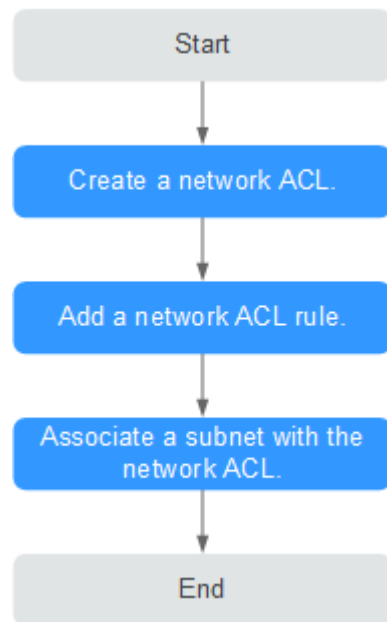 Start
Create a network ACL.
Add a network ACL rule.
Associate a subnet with the
network ACL.
End